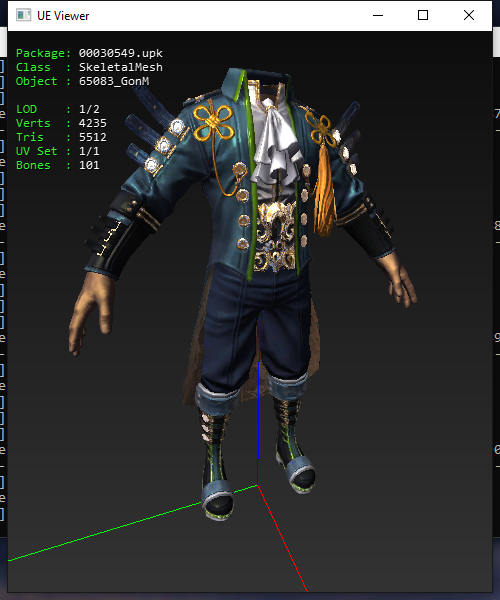 UE Viewer
Package: 00030549.upk
Class : SkeletalMesh
Object : 65083_GonM
LOD : 1/2
Verts : 4235
Tris : 5512
UV Set : 1/1
Bones : 101